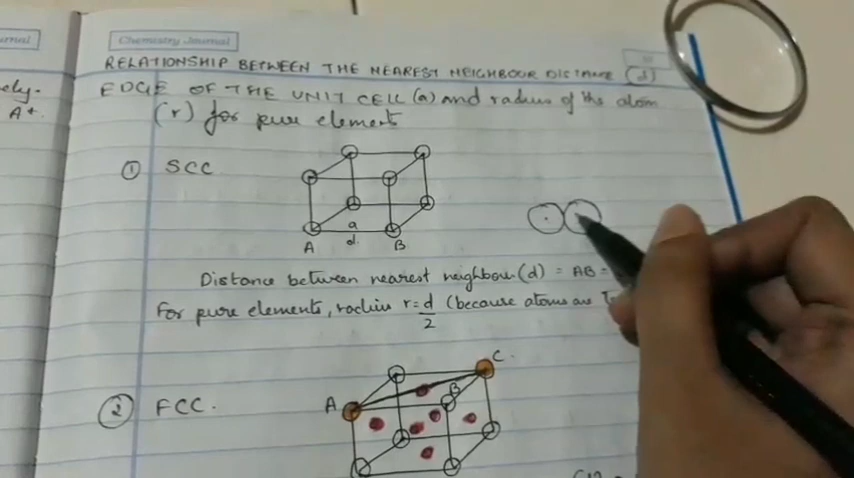 urnal
Chemistry Journal
RELATIONSHIP BETWEEN THE NEAREST NEIGHBOUR DISTANCE (d)
ely.
EDGE OF THE UNIT CELL (a) and radius of the atom
A+.
(r) for pure element
① SCC
a
d.
A B
Distance between nearest neighbour (d) = AB =
For pure elements, radius r = d/2 (because atoms are
② FCC.
A B C.